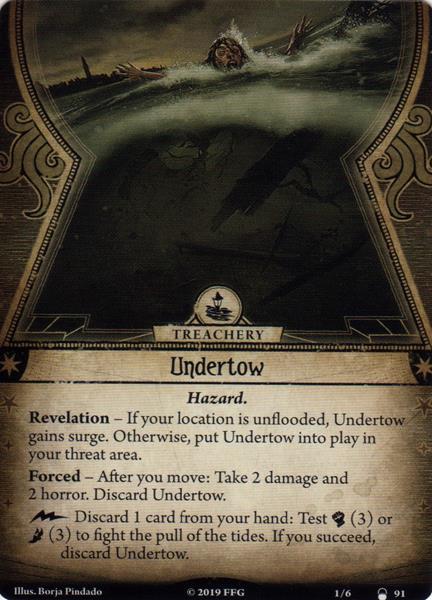 TREACHERY
Undertow
Hazard.
Revelation – If your location is unflooded, Undertow
gains surge. Otherwise, put Undertow into play in
your threat area.
Forced – After you move: Take 2 damage and
2 horror. Discard Undertow.
Discard 1 card from your hand: Test (3) or
(3) to fight the pull of the tides. If you succeed,
discard Undertow.
Illus. Borja Pindado © 2019 FFG 1/6 91